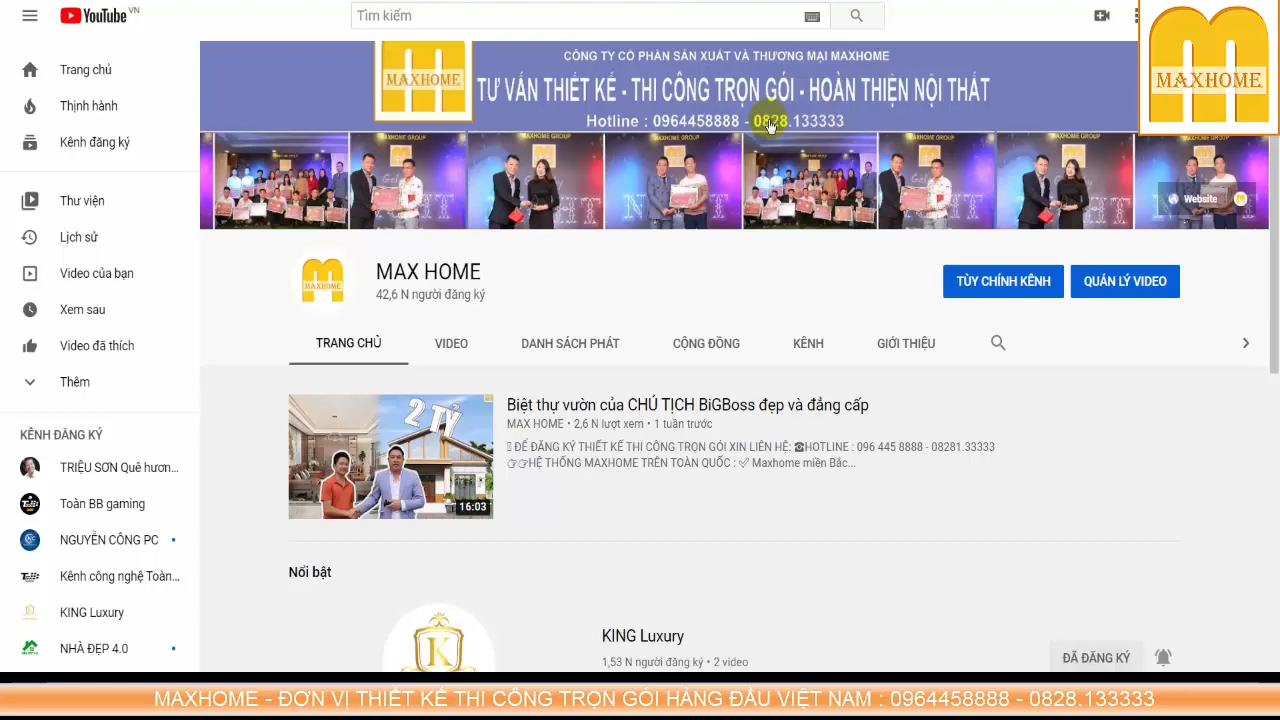 YouTube VN
Tìm kiếm
MAXHOME
CÔNG TY CỔ PHẦN SẢN XUẤT VÀ THƯƠNG MẠI MAXHOME
TƯ VẤN THIẾT KẾ - THI CÔNG TRỌN GÓI - HOÀN THIỆN NỘI THẤT
Hotline : 0964458888 - 0828.133333
MAXHOME
Website
Trang chủ
Thịnh hành
Kênh đăng ký
Thư viện
Lịch sử
Video của bạn
Xem sau
Video đã thích
Thêm
KÊNH ĐĂNG KÝ
TRIỆU SƠN Quê hươn...
Toàn BB gaming
NGUYỄN CÔNG PC
Kênh công nghệ Toàn...
KING Luxury
NHÀ ĐẸP 4.0
MAXHOME
MAX HOME
42,6 N người đăng ký
TÙY CHỈNH KÊNH
QUẢN LÝ VIDEO
TRANG CHỦ
VIDEO
DANH SÁCH PHÁT
CỘNG ĐỒNG
KÊNH
GIỚI THIỆU
2 TỶ
16:03
Biệt thự vườn của CHỦ TỊCH BiGBoss đẹp và đẳng cấp
MAX HOME • 2,6 N lượt xem • 1 tuần trước
ĐỂ ĐĂNG KÝ THIẾT KẾ THI CÔNG TRỌN GÓI XIN LIÊN HỆ: ☎HOTLINE : 096 445 8888 - 08281.33333
👉👉HỆ THỐNG MAXHOME TRÊN TOÀN QUỐC : ✅ Maxhome miền Bắc...
Nổi bật
K
KING Luxury
1,53 N người đăng ký • 2 video
ĐÃ ĐĂNG KÝ
MAXHOME - ĐƠN VỊ THIẾT KẾ THI CÔNG TRỌN GÓI HÀNG ĐẦU VIỆT NAM : 0964458888 - 0828.133333